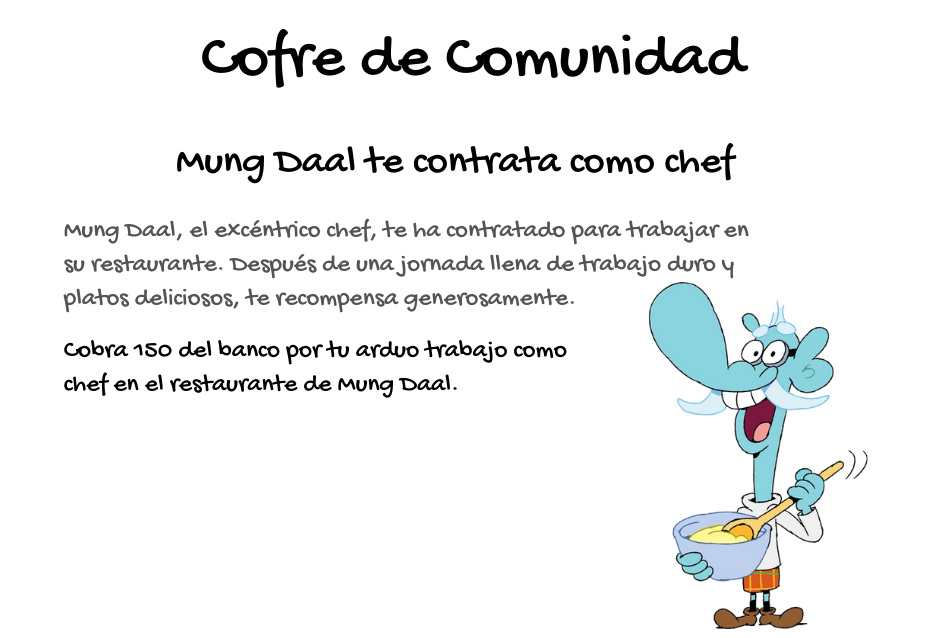 Cofre de Comunidad
Mung Daal te contrata como chef
Mung Daal, el excéntrico chef, te ha contratado para trabajar en
su restaurante. Después de una jornada llena de trabajo duro y
platos deliciosos, te recompensa generosamente.
Cobra 150 del banco por tu arduo trabajo como
chef en el restaurante de Mung Daal.